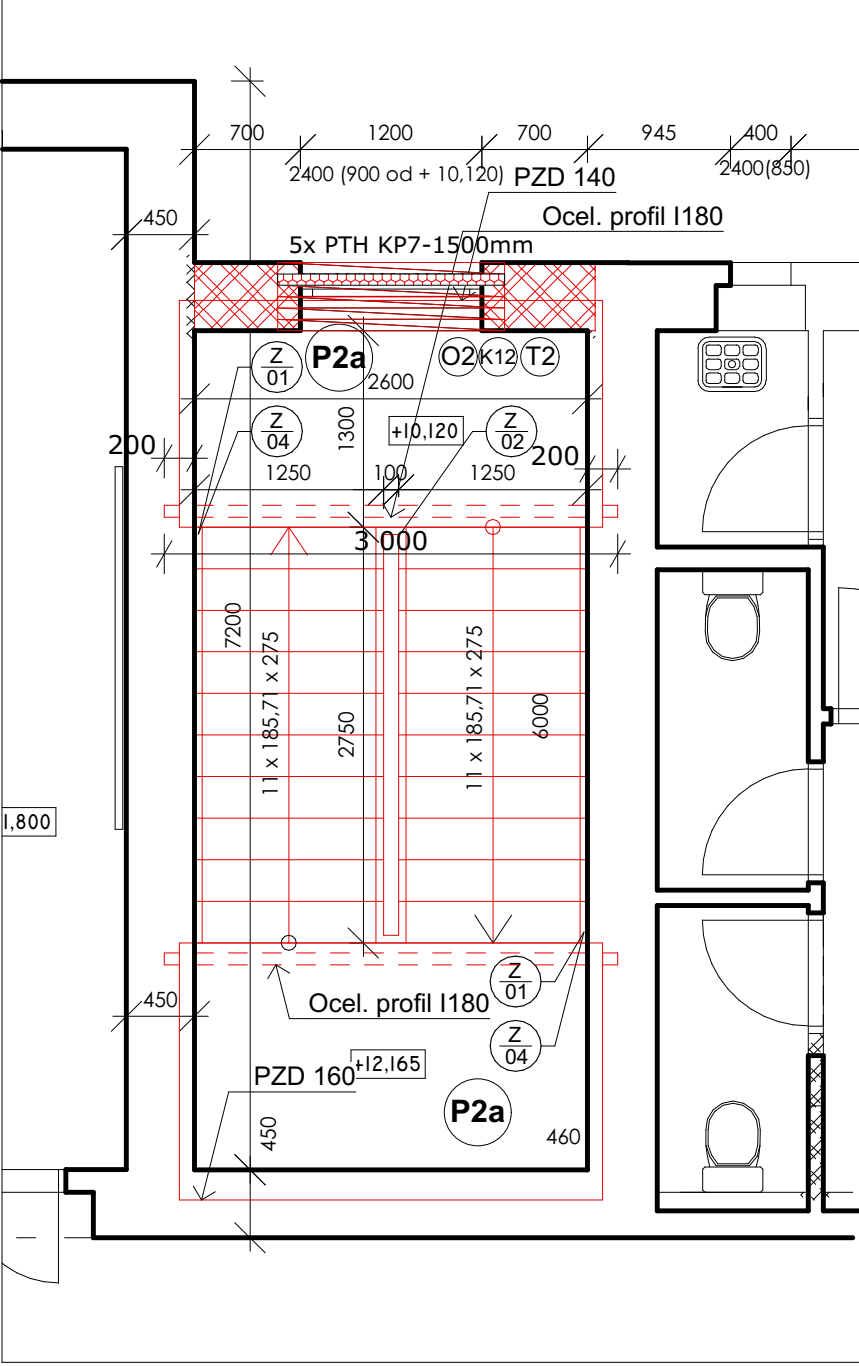 700
1200
700
945
400
2400 (900 od + 10,120)
PZD 140
2400(850)
450
Ocel. profil I180
5x PTH KP7-1500mm
Z
01
P2a
O2
K12
T2
2600
Z
04
1300
+10,120
Z
02
200
200
1250
100
1250
3 000
7200
11 x 185,71 x 275
2750
11 x 185,71 x 275
6000
1,800
450
Z
01
Ocel. profil I180
Z
04
+12,165
PZD 160
P2a
450
460